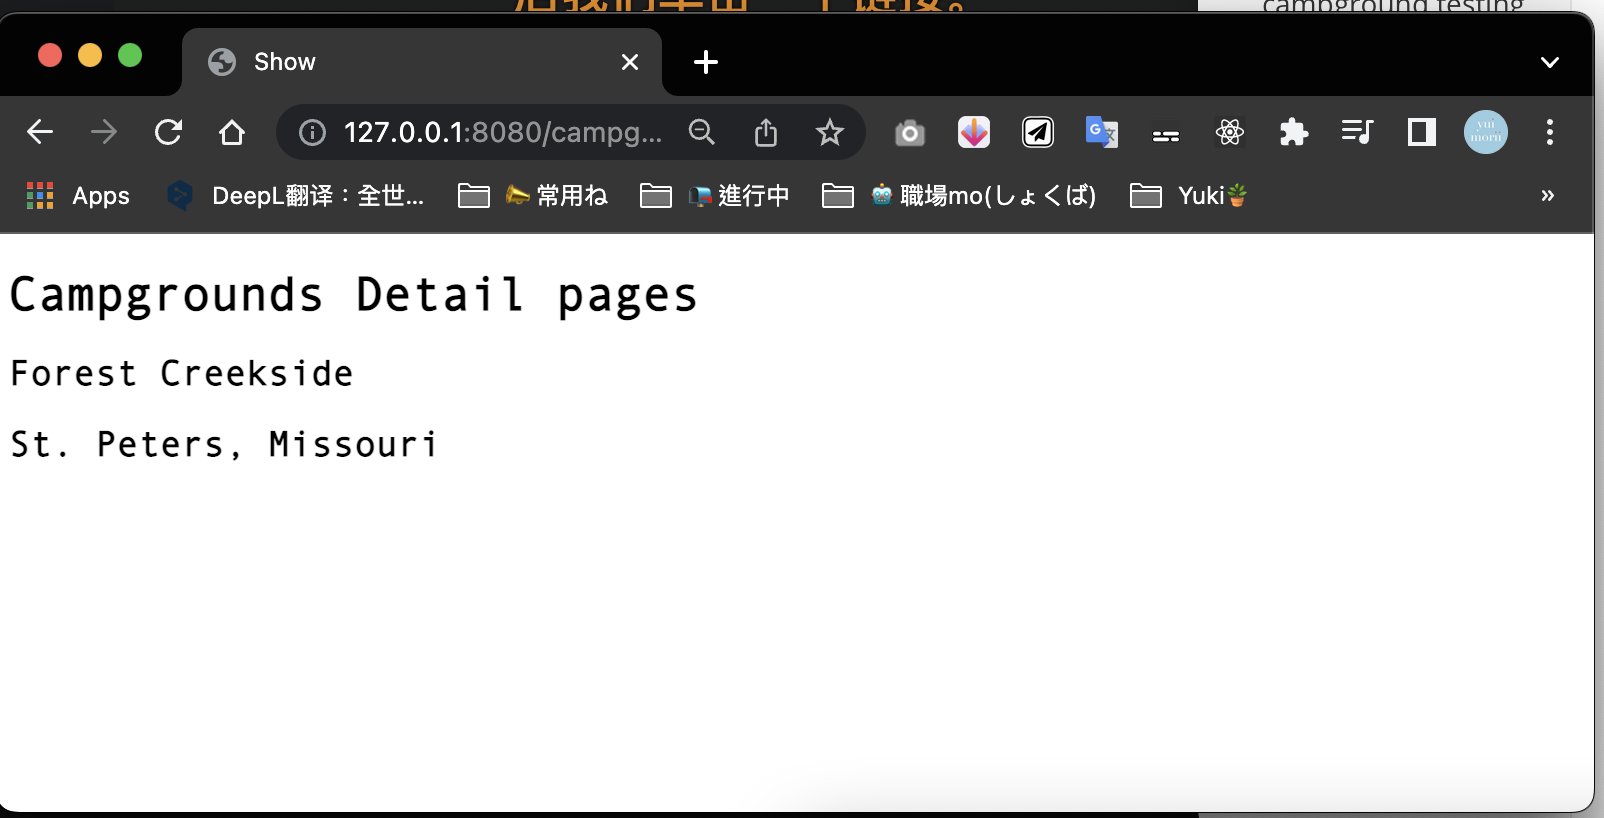 campground testing
Show
127.0.0.1:8080/campg...
Apps
DeepL翻译：全世...
常用ね
進行中
職場mo(しょくば)
Yuki
»
yui
morii
Campgrounds Detail pages
Forest Creekside
St. Peters, Missouri